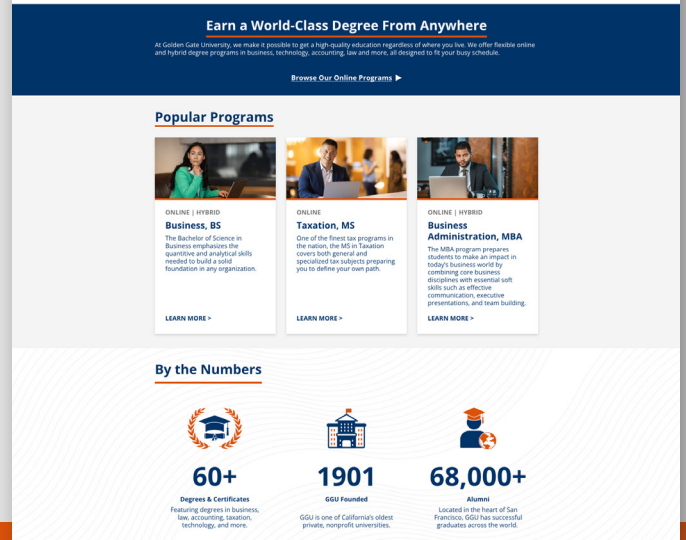 Earn a World-Class Degree From Anywhere
At Golden Gate University, we make it possible to get a high-quality education regardless of where you live. We offer flexible online
and hybrid degree programs in business, technology, accounting, law and more, all designed to fit your busy schedule.
Browse Our Online Programs ▶
Popular Programs
ONLINE | HYBRID
Business, BS
The Bachelor of Science in
Business emphasizes the
quantitive and analytical skills
needed to build a solid
foundation in any organization.
LEARN MORE >
ONLINE
Taxation, MS
One of the finest tax programs in
the nation, the MS in Taxation
covers both general and
specialized tax subjects preparing
you to define your own path.
LEARN MORE >
ONLINE | HYBRID
Business
Administration, MBA
The MBA program prepares
students to make an impact in
today's business world by
combining core business
disciplines with essential soft
skills such as effective
communication, executive
presentations, and team building.
LEARN MORE >
By the Numbers
60+
Degrees & Certificates
Featuring degrees in business,
law, accounting, taxation,
technology, and more.
1901
GGU Founded
GGU is one of California's oldest
private, nonprofit universities.
68,000+
Alumni
Located in the heart of San
Francisco, GGU has successful
graduates across the world.